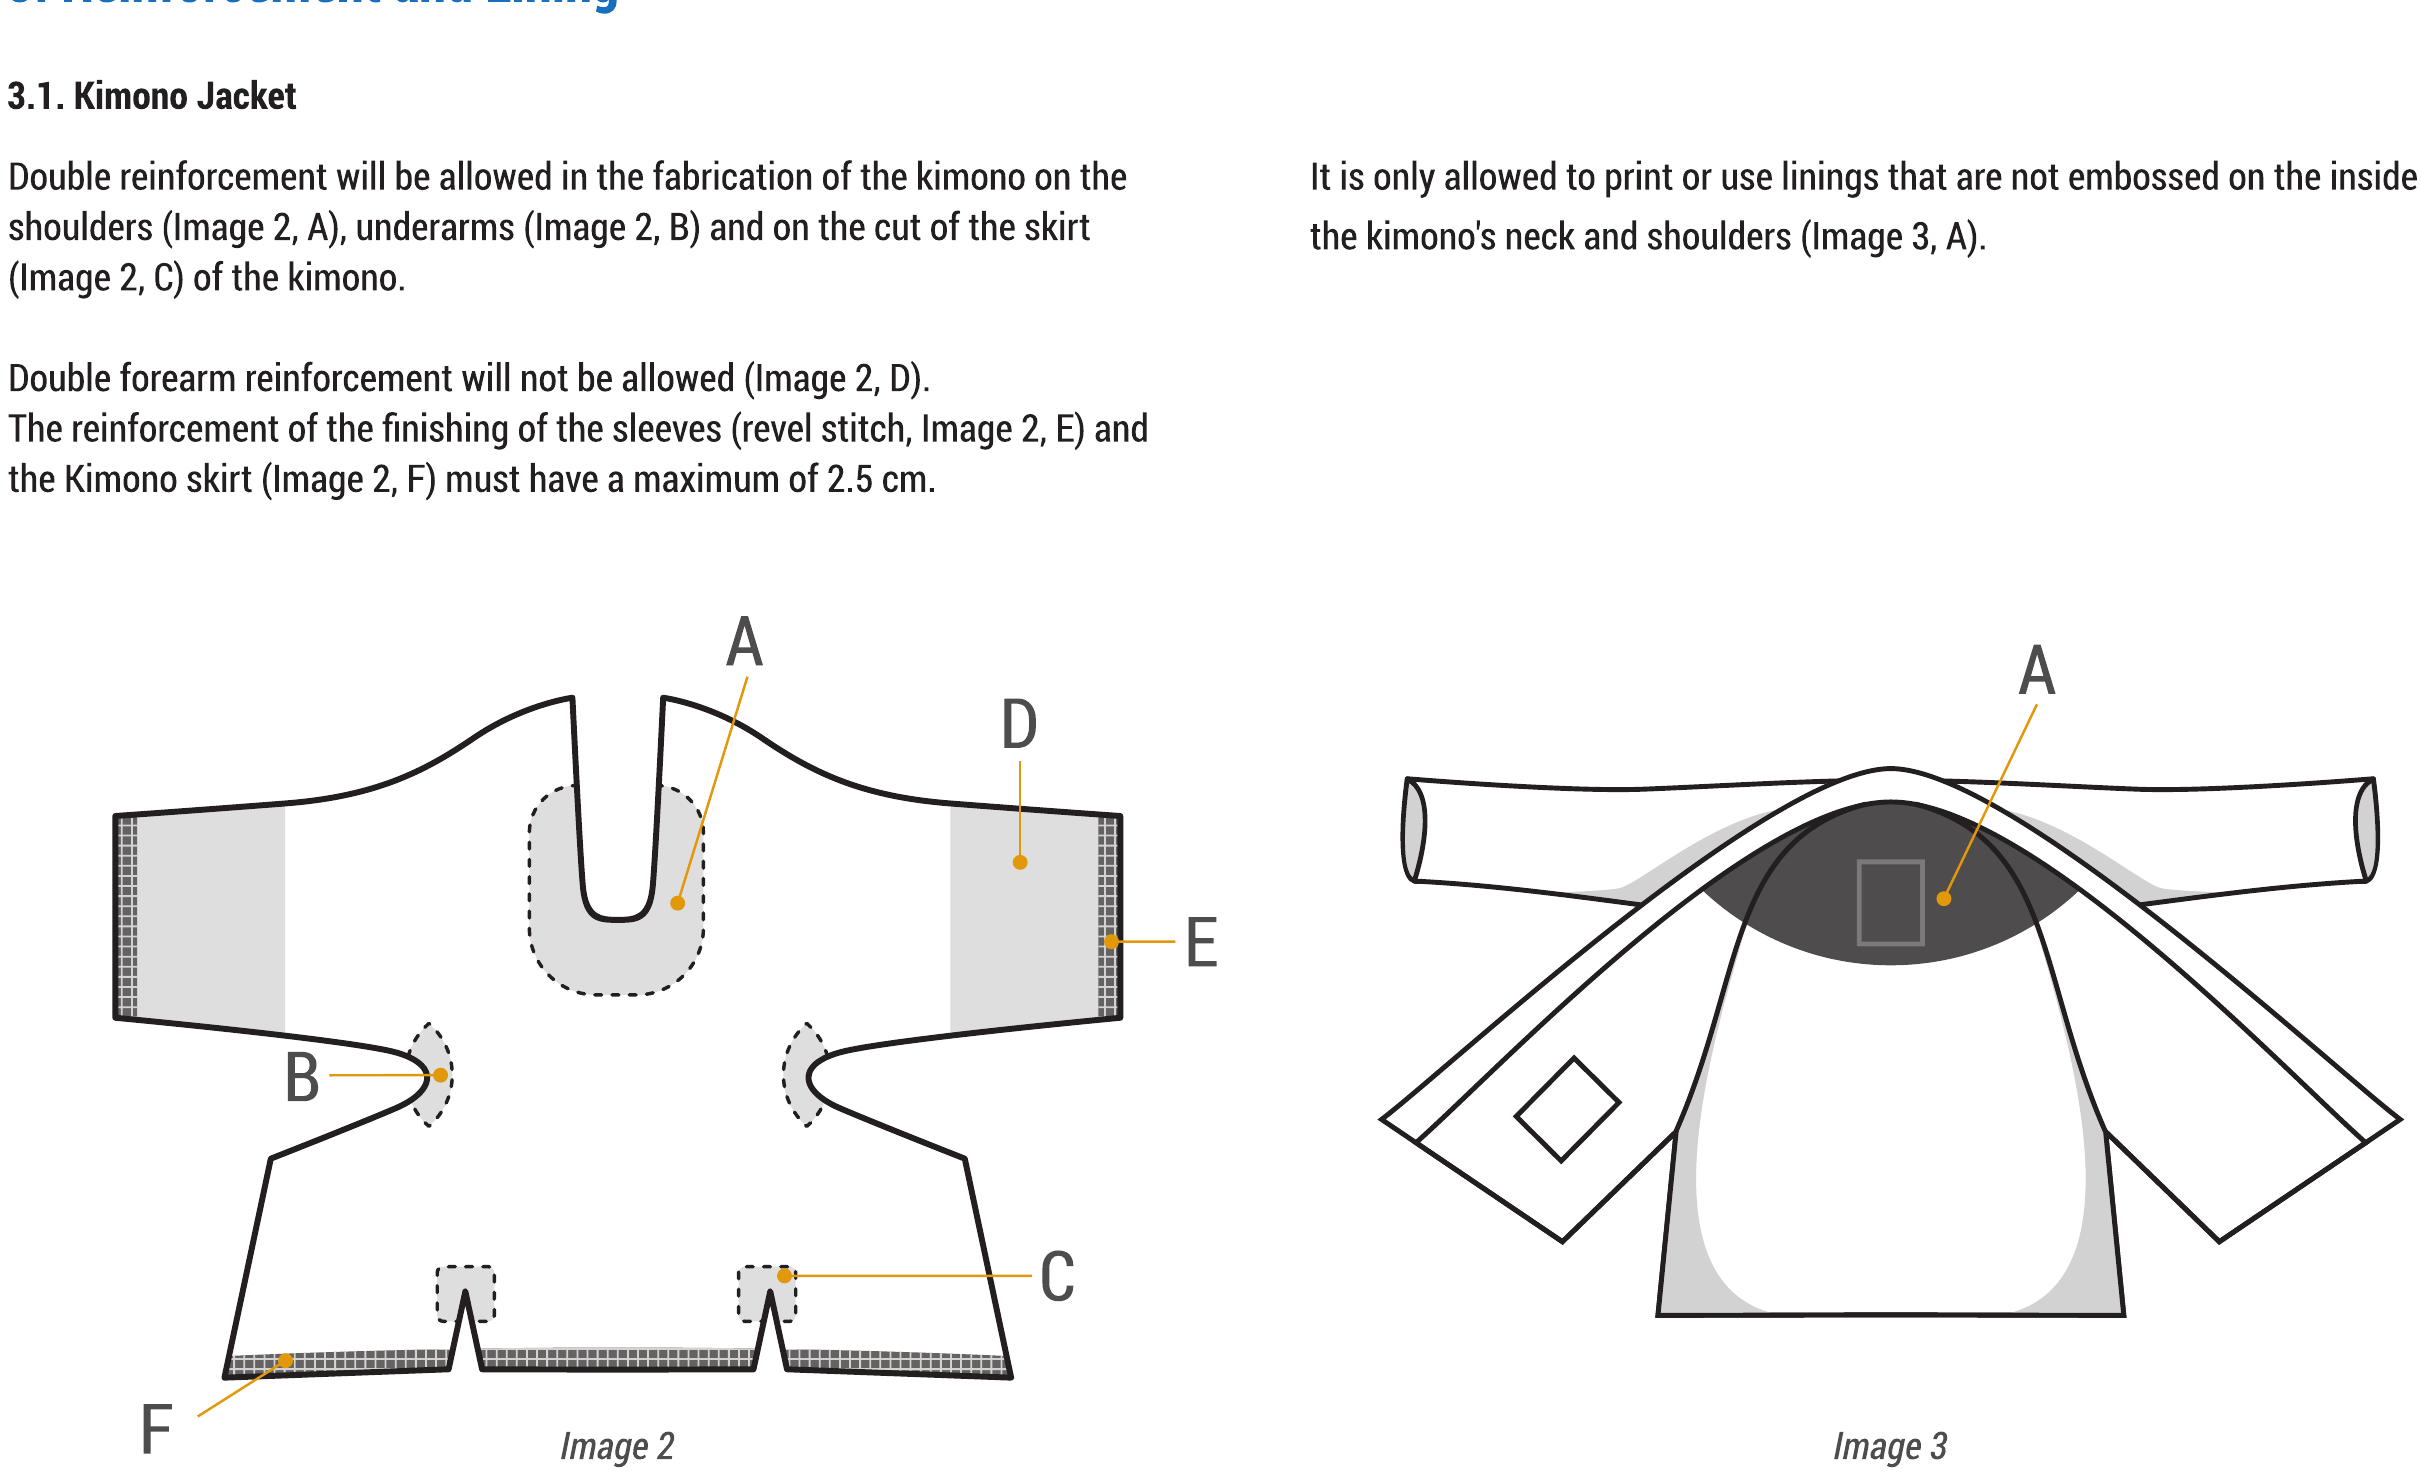 3. Reinforcement and Lining
3.1. Kimono Jacket
Double reinforcement will be allowed in the fabrication of the kimono on the
shoulders (Image 2, A), underarms (Image 2, B) and on the cut of the skirt
(Image 2, C) of the kimono.
Double forearm reinforcement will not be allowed (Image 2, D).
The reinforcement of the finishing of the sleeves (revel stitch, Image 2, E) and
the Kimono skirt (Image 2, F) must have a maximum of 2.5 cm.
It is only allowed to print or use linings that are not embossed on the inside
the kimono's neck and shoulders (Image 3, A).
A
D
E
B
C
F
Image 2
A
Image 3